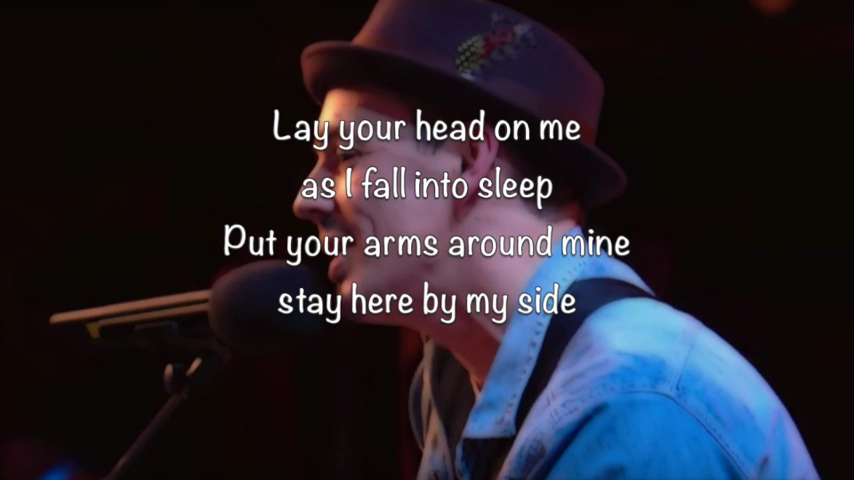 Lay your head on me
as I fall into sleep
Put your arms around mine
stay here by my side